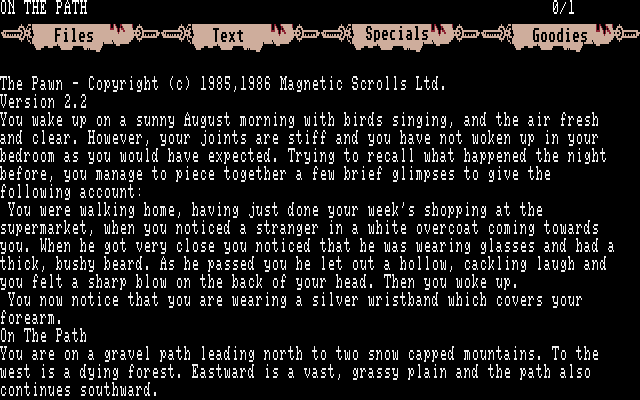 ON THE PATH 0/1
Files Text Specials Goodies
The Pawn - Copyright (c) 1985,1986 Magnetic Scrolls Ltd.
Version 2.2
You wake up on a sunny August morning with birds singing, and the air fresh
and clear. However, your joints are stiff and you have not woken up in your
bedroom as you would have expected. Trying to recall what happened the night
before, you manage to piece together a few brief glimpses to give the
following account:
You were walking home, having just done your week's shopping at the
supermarket, when you noticed a stranger in a white overcoat coming towards
you. When he got very close you noticed that he was wearing glasses and had a
thick, bushy beard. As he passed you he let out a hollow, cackling laugh and
you felt a sharp blow on the back of your head. Then you woke up.
You now notice that you are wearing a silver wristband which covers your
forearm.
On The Path
You are on a gravel path leading north to two snow capped mountains. To the
west is a dying forest. Eastward is a vast, grassy plain and the path also
continues southward.